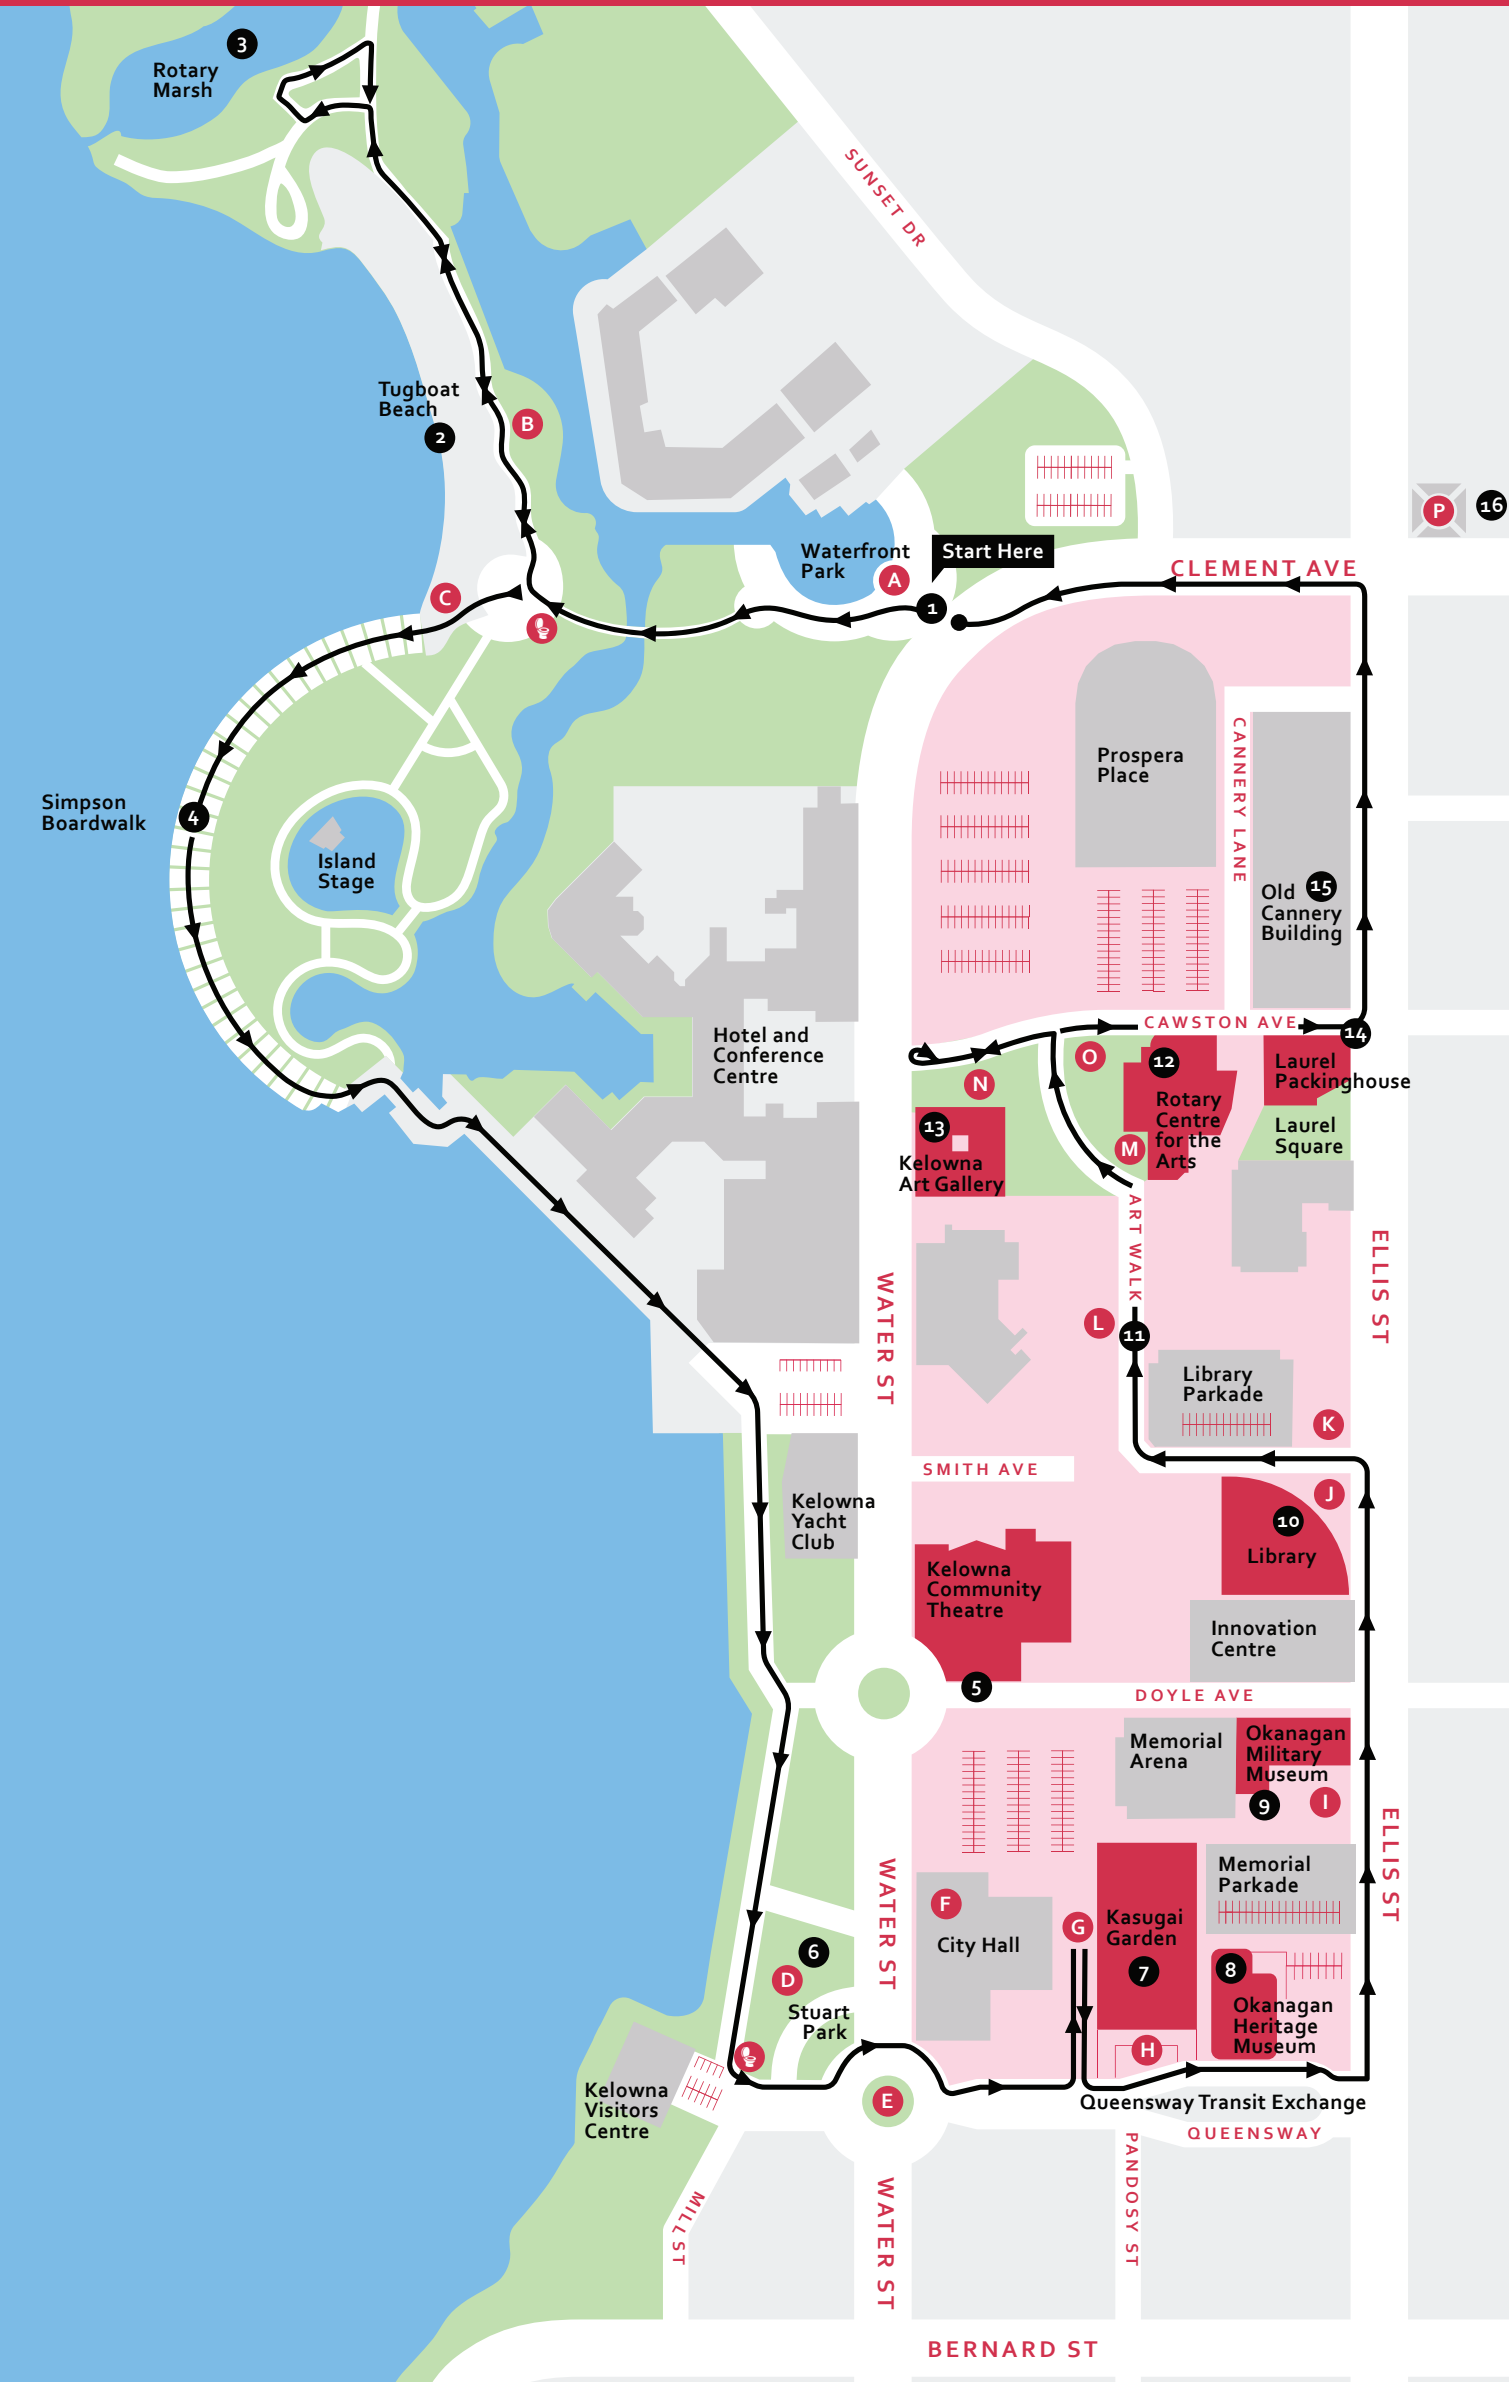 3
Rotary
Marsh
SUNSET DR
Tugboat
Beach
2
B
P
16
Waterfront
Park
A
Start Here
1
CLEMENT AVE
C
Prospera
Place
CANNERY LANE
Simpson
Boardwalk
4
Island
Stage
Old
Cannery
Building
15
Hotel and
Conference
Centre
CAWSTON AVE
14
O
N
12
Rotary
Centre
for the
Arts
Laurel
Packinghouse
Laurel
Square
13
Kelowna
Art Gallery
M
ART WALK
ELLIS ST
WATER ST
L
11
Library
Parkade
K
SMITH AVE
J
10
Library
Kelowna
Yacht
Club
Kelowna
Community
Theatre
Innovation
Centre
5
DOYLE AVE
Memorial
Arena
Okanagan
Military
Museum
9
I
ELLIS ST
WATER ST
Memorial
Parkade
F
City Hall
G
Kasugai
Garden
7
6
D
Stuart
Park
8
Okanagan
Heritage
Museum
H
E
Kelowna
Visitors
Centre
Queensway Transit Exchange
QUEENSWAY
PANDOSY ST
MILL ST
WATER ST
BERNARD ST